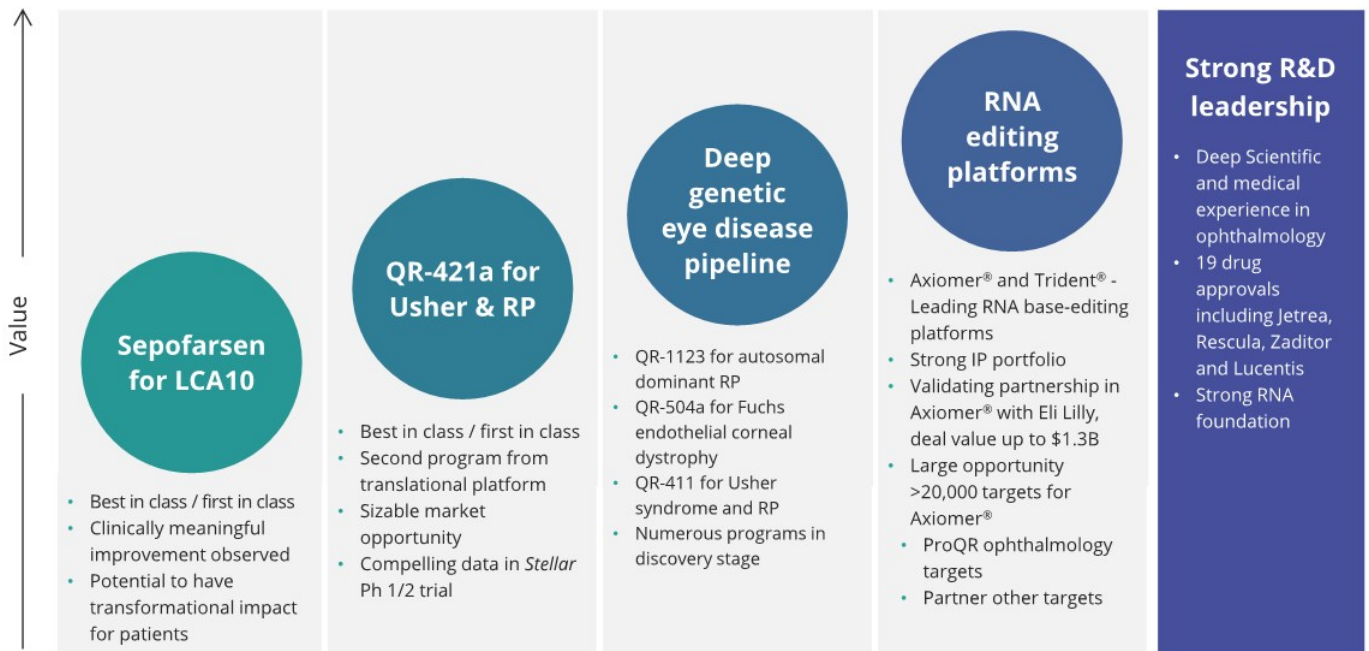 Value
Sepofarsen
for LCA10
• Best in class / first in class
• Clinically meaningful
improvement observed
• Potential to have
transformational impact
for patients
QR-421a for
Usher & RP
• Best in class / first in class
• Second program from
translational platform
• Sizable market
opportunity
• Compelling data in Stellar
Ph 1/2 trial
Deep
genetic
eye disease
pipeline
• QR-1123 for autosomal
dominant RP
• QR-504a for Fuchs
endothelial corneal
dystrophy
• QR-411 for Usher
syndrome and RP
• Numerous programs in
discovery stage
RNA
editing
platforms
• Axiomer® and Trident® -
Leading RNA base-editing
platforms
• Strong IP portfolio
• Validating partnership in
Axiomer® with Eli Lilly,
deal value up to $1.3B
• Large opportunity
>20,000 targets for
Axiomer®
• ProQR ophthalmology
targets
• Partner other targets
Strong R&D
leadership
• Deep Scientific
and medical
experience in
ophthalmology
• 19 drug
approvals
including Jetrea,
Rescula, Zaditor
and Lucentis
• Strong RNA
foundation